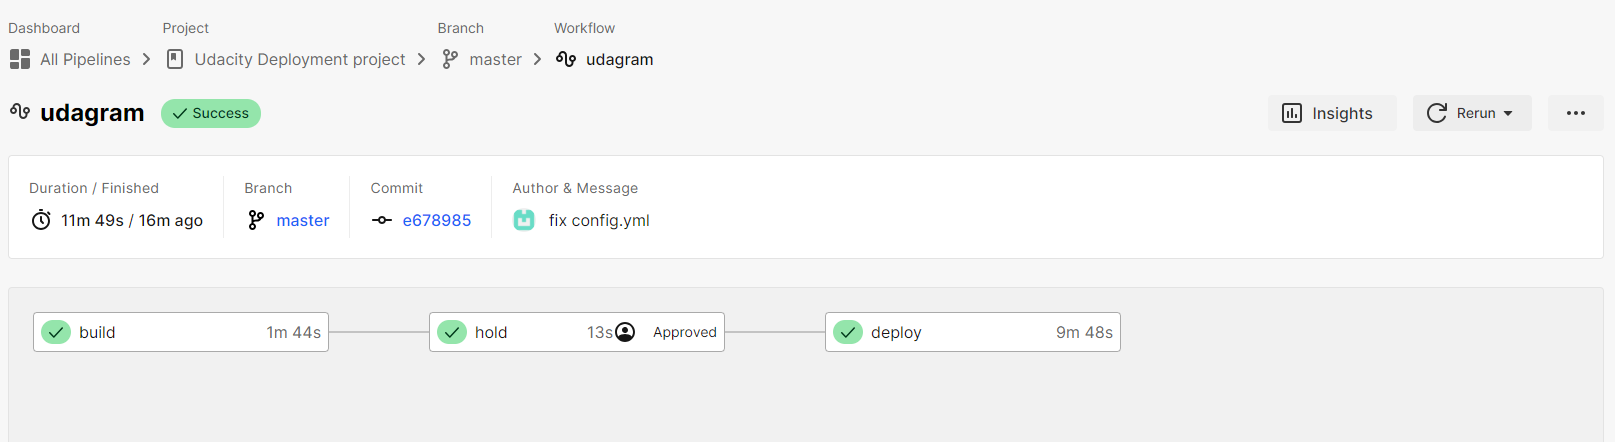 Dashboard Project Branch Workflow
All Pipelines Udacity Deployment project master udagram
udagram Success Insights Rerun
Duration / Finished Branch Commit Author & Message
11m 49s / 16m ago master e678985 fix config.yml
build 1m 44s hold 13s Approved deploy 9m 48s